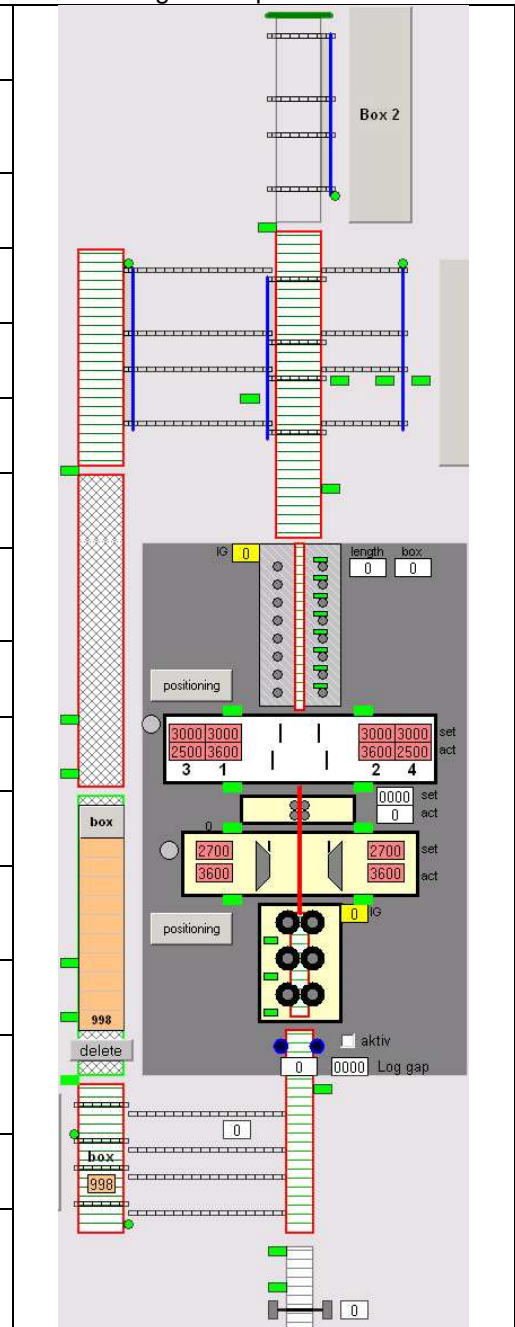 Box 2
IG 0 length box
0 0
positioning
3000 3000 3000 3000 set
2500 3600 3600 2500 act
3 1 2 4
0000 set
0 act
0
box
2700 2700 set
3600 3600 act
0 IG
positioning
998
aktiv
delete
0 0000 Log gap
0
box
998
0